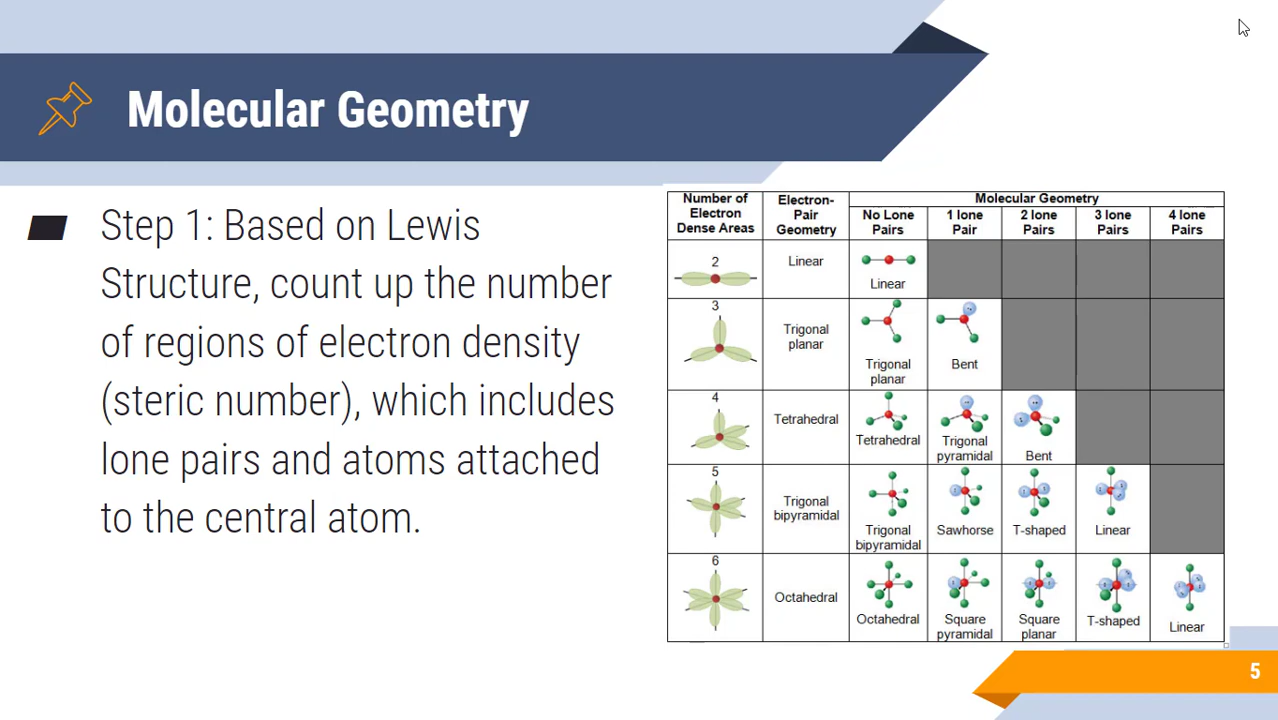 Molecular Geometry
Step 1: Based on Lewis
Structure, count up the number
of regions of electron density
(steric number), which includes
lone pairs and atoms attached
to the central atom.
Number of Electron Dense Areas
Electron-Pair Geometry
Molecular Geometry
No Lone Pairs
1 lone Pair
2 lone Pairs
3 lone Pairs
4 lone Pairs
2
Linear
Linear
3
Trigonal planar
Trigonal planar
Bent
4
Tetrahedral
Tetrahedral
Trigonal pyramidal
Bent
5
Trigonal bipyramidal
Trigonal bipyramidal
Sawhorse
T-shaped
Linear
6
Octahedral
Octahedral
Square pyramidal
Square planar
T-shaped
Linear
5